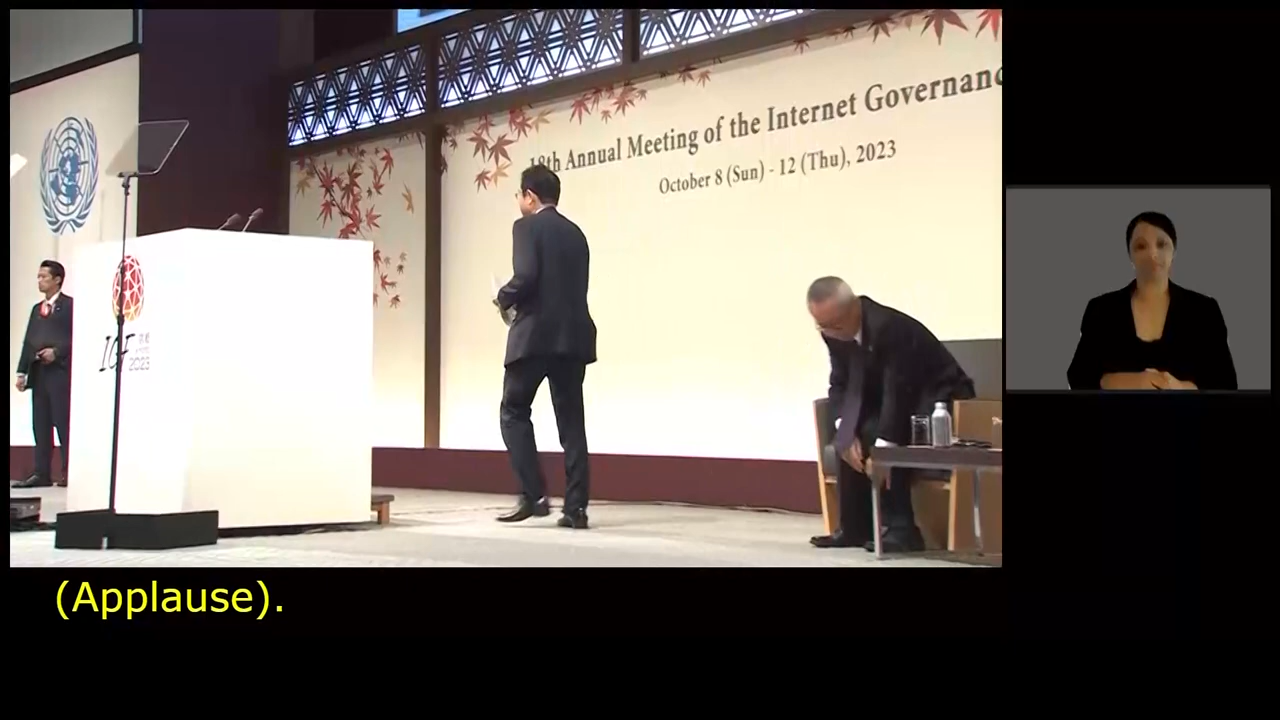 18th Annual Meeting of the Internet Governanc
October 8 (Sun) - 12 (Thu), 2023
IGF
2023
(Applause).